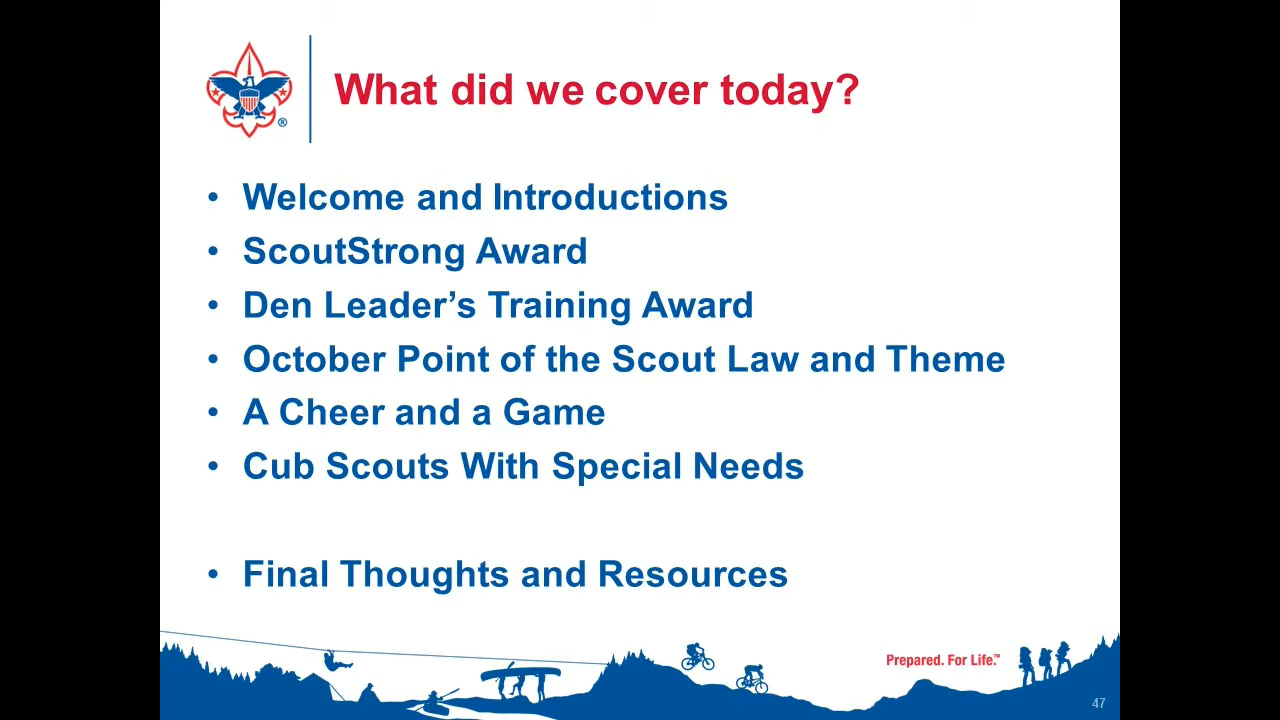 What did we cover today?
®
• Welcome and Introductions
• ScoutStrong Award
• Den Leader’s Training Award
• October Point of the Scout Law and Theme
• A Cheer and a Game
• Cub Scouts With Special Needs
• Final Thoughts and Resources
Prepared. For Life.™
47